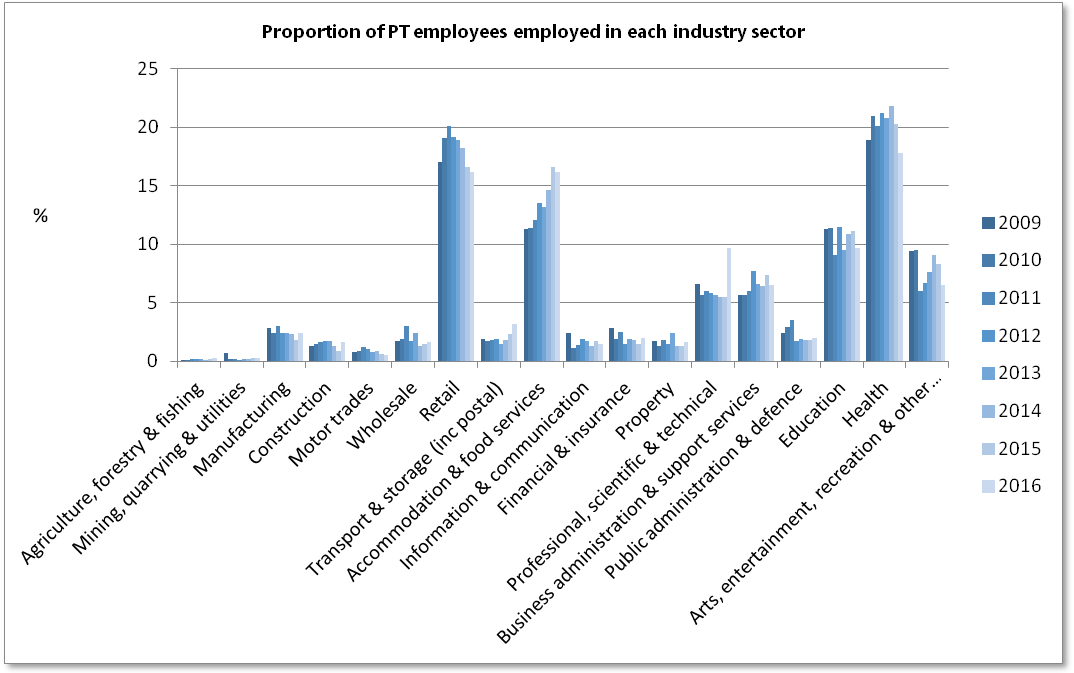 Proportion of PT employees employed in each industry sector
25
20
15
10
5
0
%
Agriculture, forestry & fishing
Mining, quarrying & utilities
Manufacturing
Construction
Motor trades
Wholesale
Retail
Transport & storage (inc postal)
Accommodation & food services
Information & communication
Financial & insurance
Property
Professional, scientific & technical
Business administration & support services
Public administration & defence
Education
Health
Arts, entertainment, recreation & other...
2009
2010
2011
2012
2013
2014
2015
2016